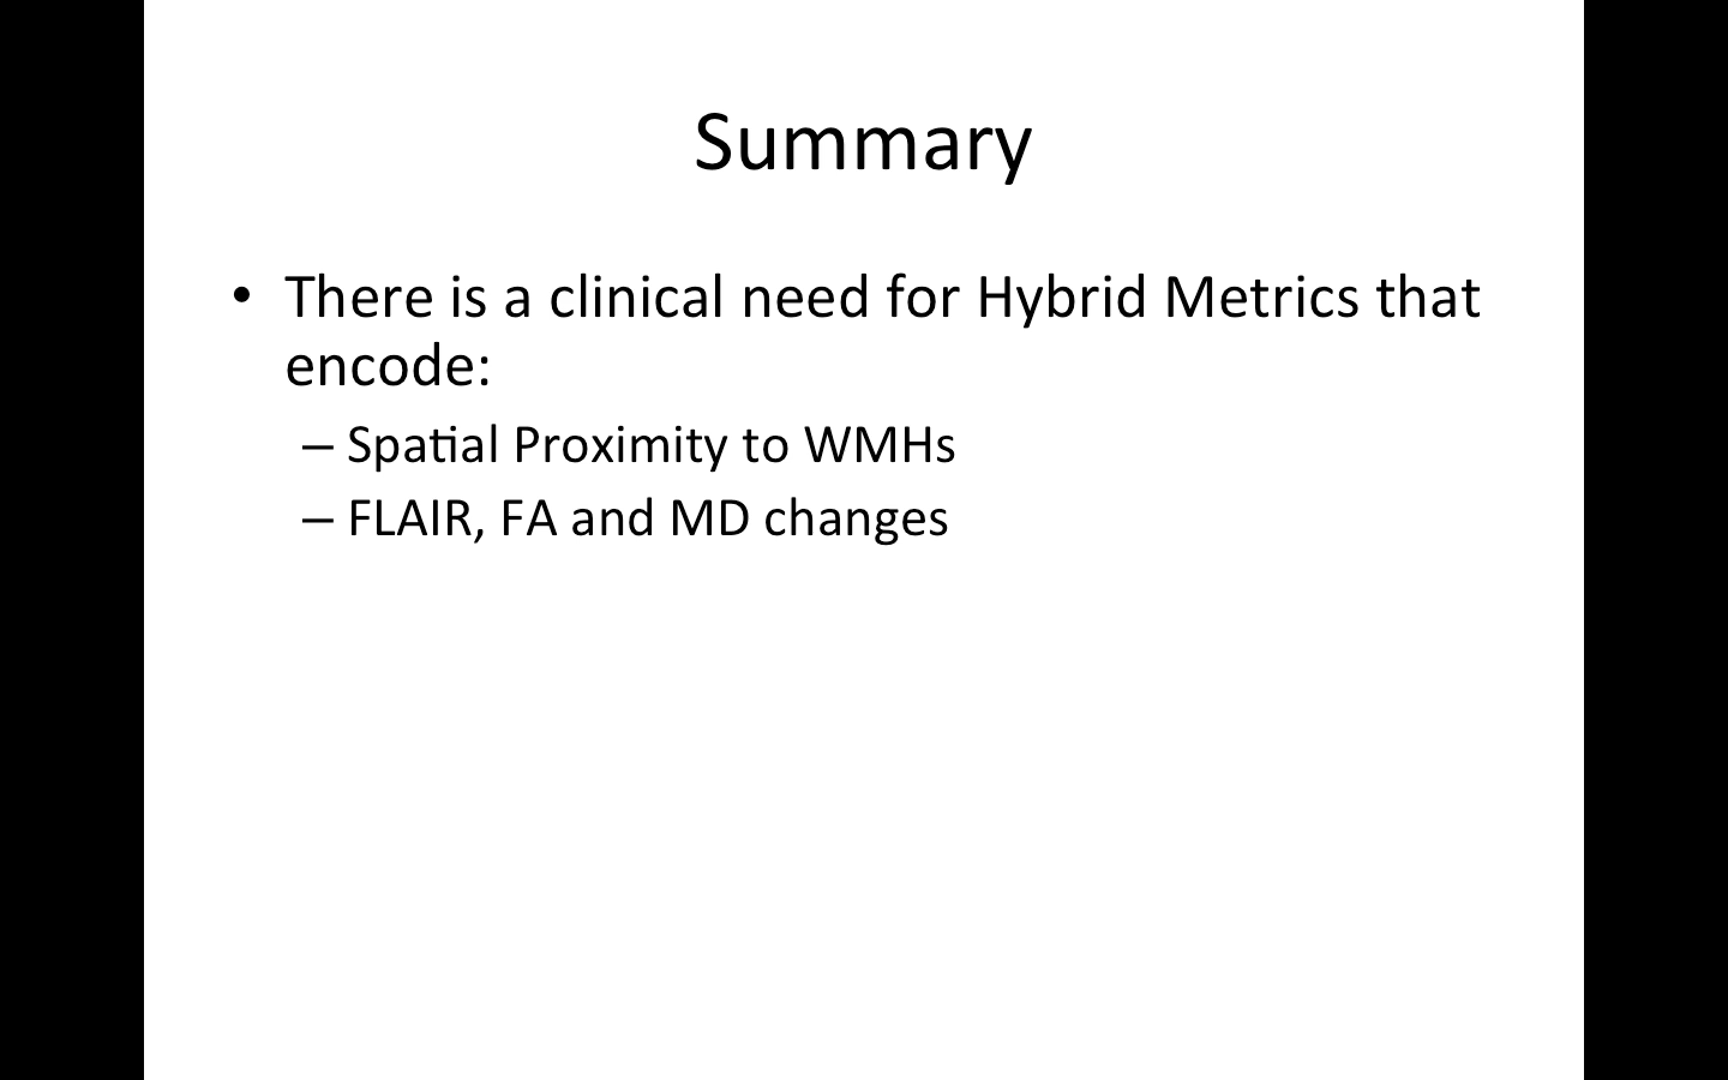 Summary
• There is a clinical need for Hybrid Metrics that
encode:
– Spatial Proximity to WMHs
– FLAIR, FA and MD changes